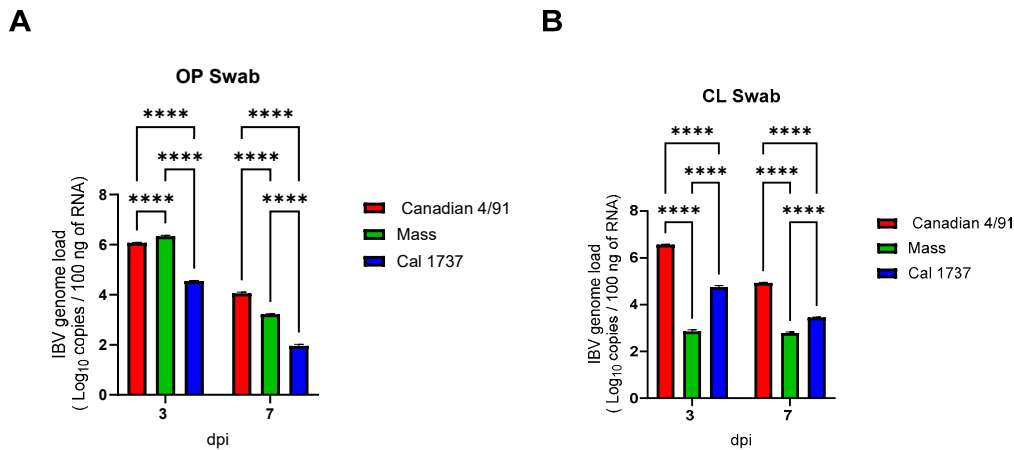 A
OP Swab
****
****
****
****
****
****
8
6
4
2
0
IBV genome load
( Log10 copies / 100 ng of RNA)
3
7
dpi
Canadian 4/91
Mass
Cal 1737
B
CL Swab
****
****
****
****
****
****
8
6
4
2
0
IBV genome load
( Log10 copies / 100 ng of RNA)
3
7
dpi
Canadian 4/91
Mass
Cal 1737